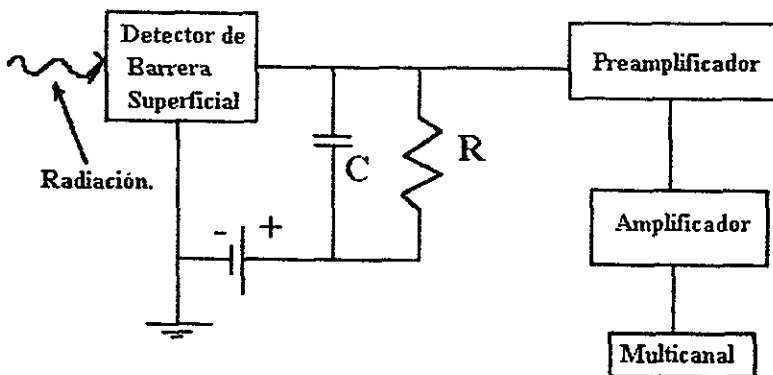 Detector de
Barrera
Superficial
Preamplificador
C
R
Radiación.
- +
Amplificador
Multicanal